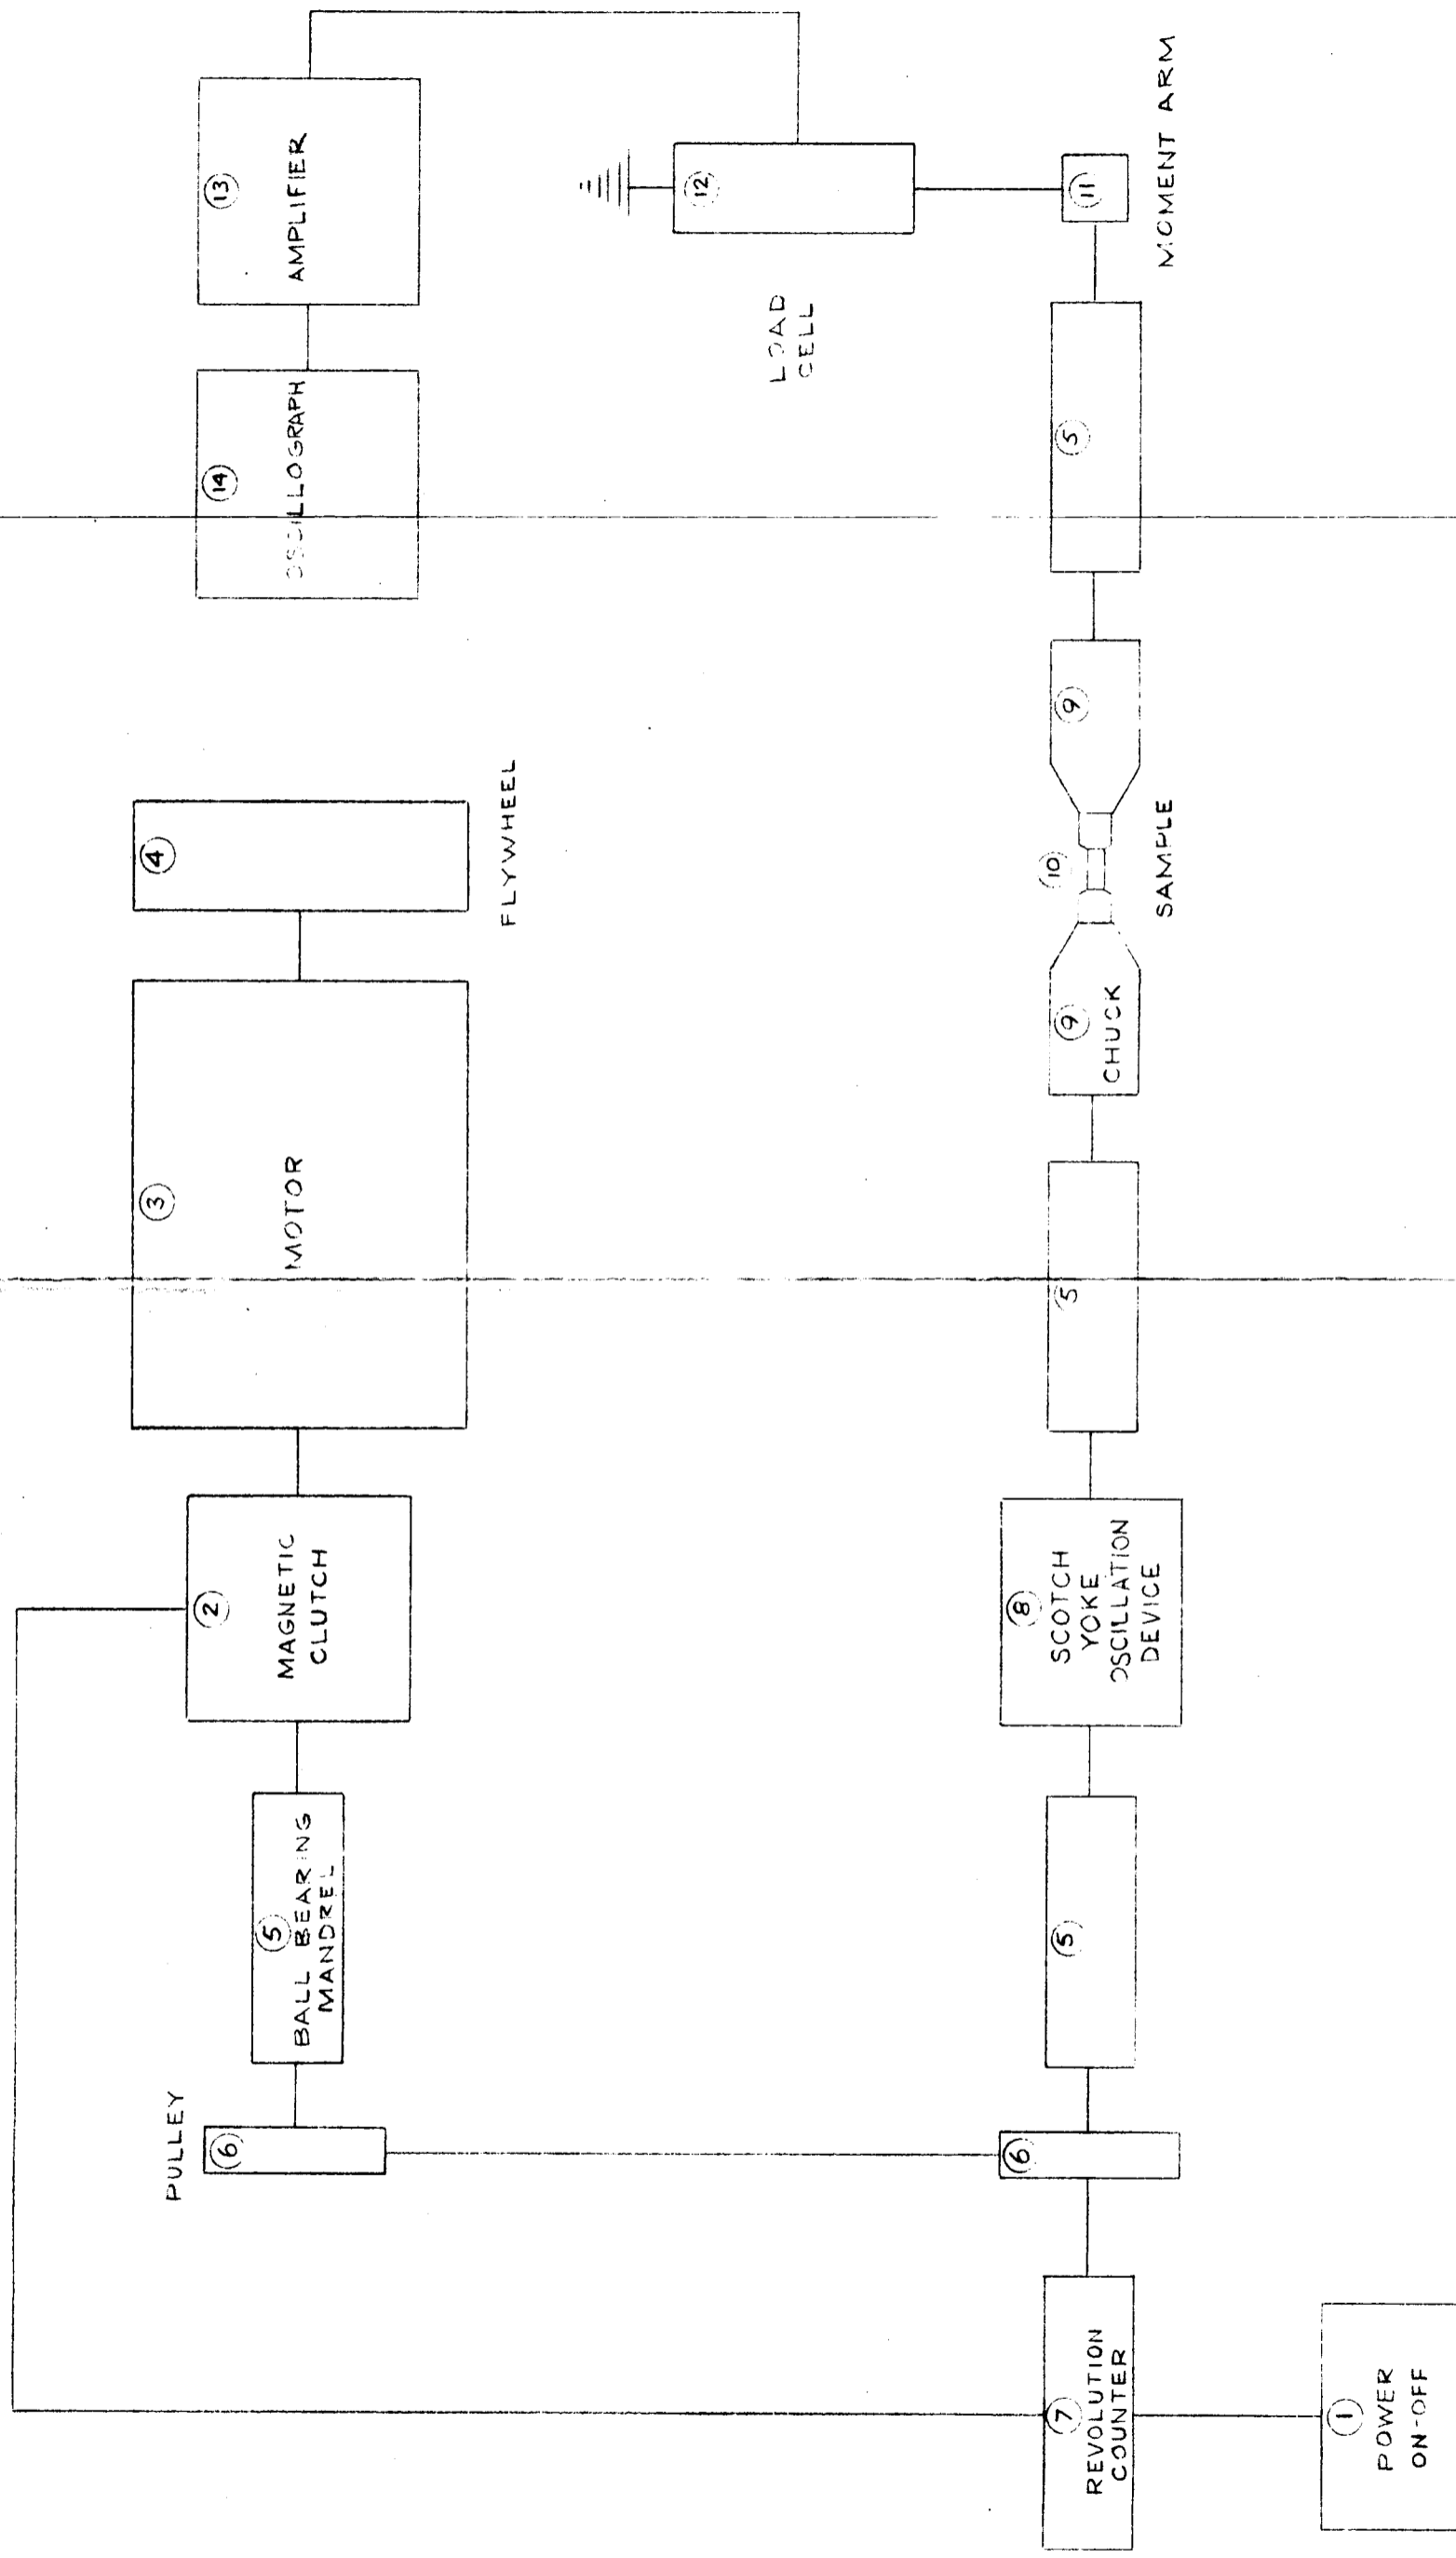 PULLEY
6
5
BALL BEARING
MANDREL
2
MAGNETIC
CLUTCH
3
MOTOR
4
FLYWHEEL
14
OSCILLOGRAPH
13
AMPLIFIER
12
LOAD
CELL
7
REVOLUTION
COUNTER
6
5
8
SCOTCH
YOKE
OSCILLATION
DEVICE
5
9
CHUCK
10
SAMPLE
9
5
11
MOMENT ARM
1
POWER
ON-OFF